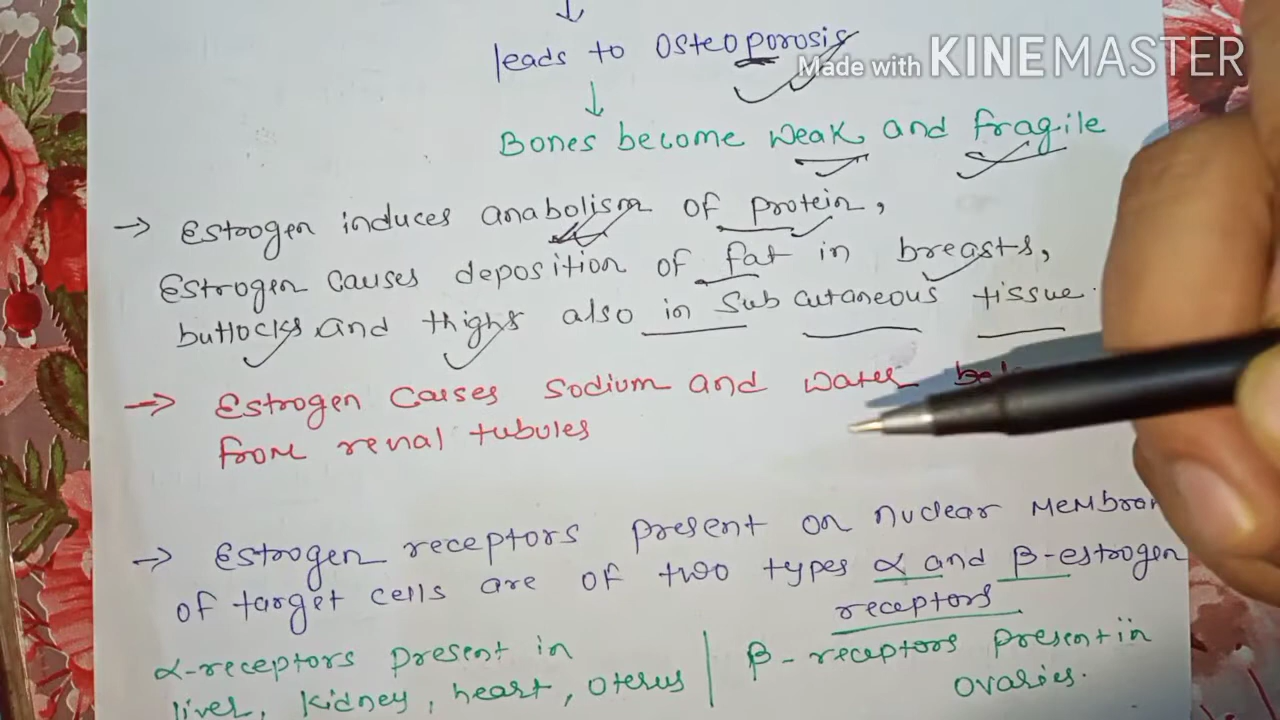 leads to Osteoporosis
Made with KINEMASTER
Bones become weak and fragile
→ Estrogen induces anabolism of protein,
Estrogen causes deposition of fat in breasts,
buttocks and thighs also in Subcutaneous tissue.
→ Estrogen causes Sodium and water
from renal tubules
→ Estrogen receptors present on nuclear
of target cells are of two types α and β-estrogen
receptors
α-receptors present in
liver, kidney, heart, oterus
β-receptors present in
ovaries.